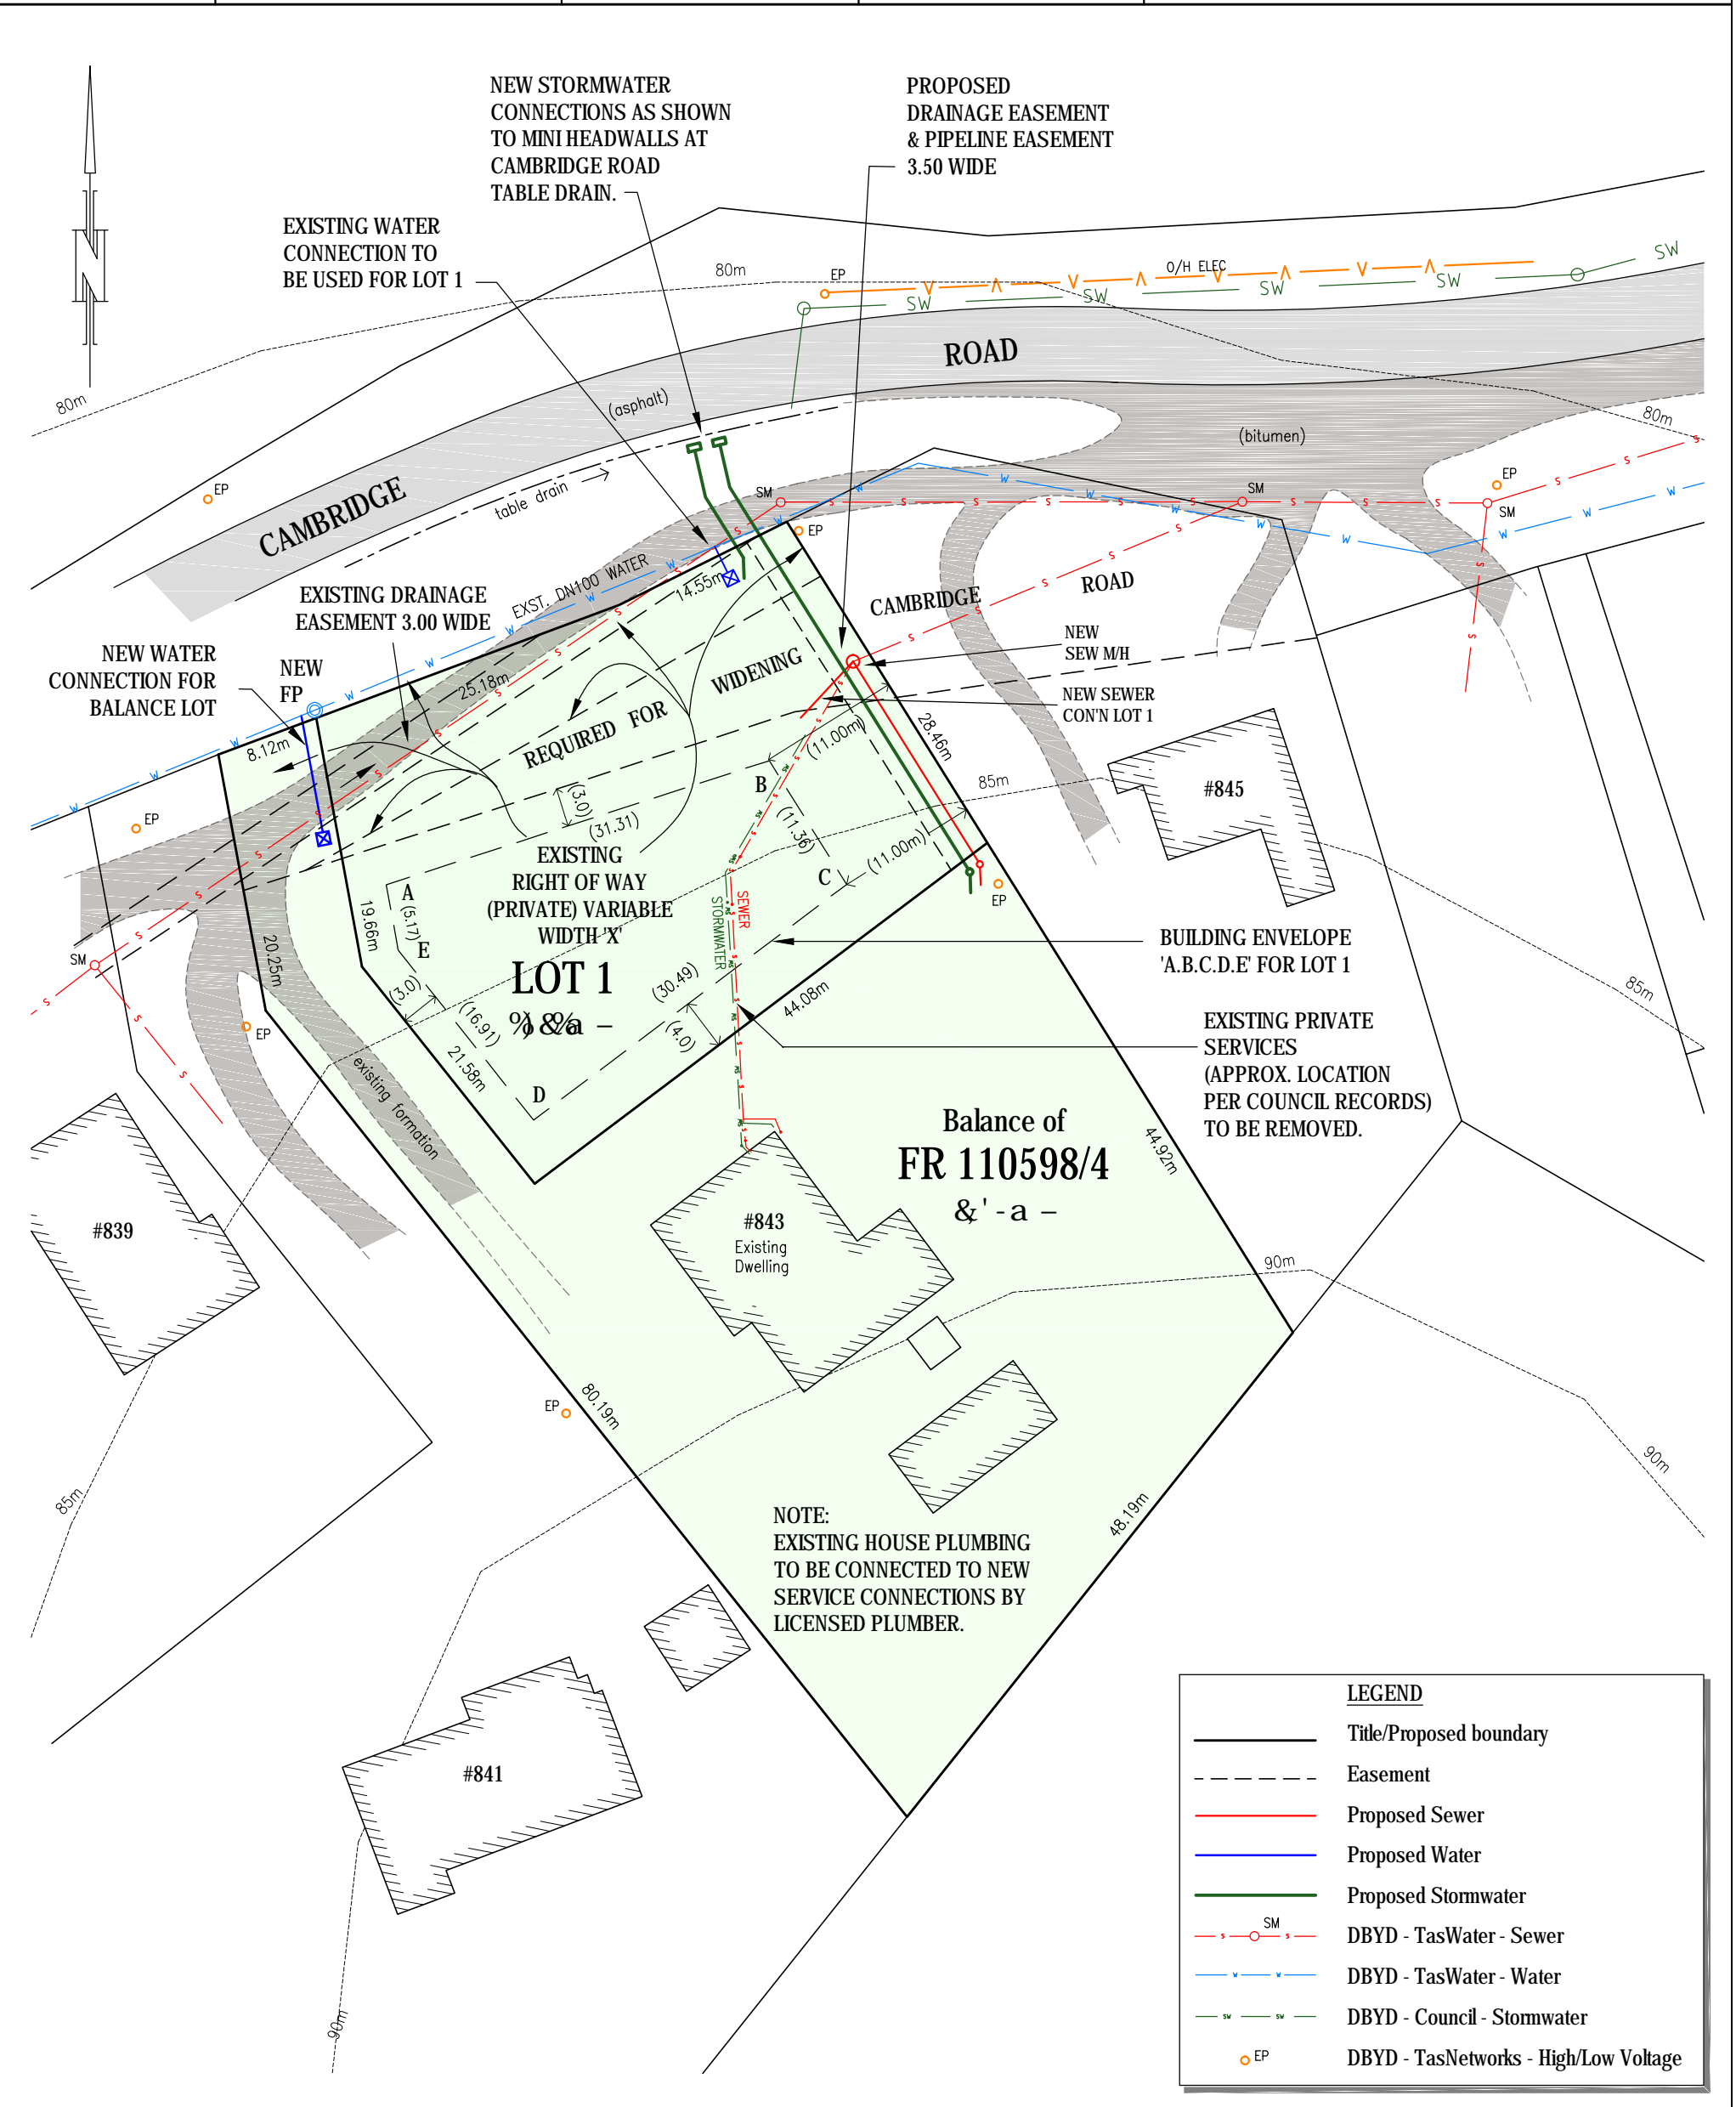 NEW STORMWATER
CONNECTIONS AS SHOWN
TO MINI HEADWALLS AT
CAMBRIDGE ROAD
TABLE DRAIN.
PROPOSED
DRAINAGE EASEMENT
& PIPELINE EASEMENT
3.50 WIDE
EXISTING WATER
CONNECTION TO
BE USED FOR LOT 1
N
80m
EP
O/H ELEC
SW
SW
SW
SW
SW
80m
ROAD
(asphalt)
80m
(bitumen)
EP
CAMBRIDGE
table drain
SM
SM
EP
SM
EP
EXST. DN100 WATER
14.55m
EXISTING DRAINAGE
EASEMENT 3.00 WIDE
CAMBRIDGE
ROAD
NEW
SEW M/H
NEW WATER
CONNECTION FOR
BALANCE LOT
NEW
FP
25.18m
WIDENING
REQUIRED FOR
NEW SEWER
CON'N LOT 1
8.12m
28.46m
(11.00m)
B
85m
#845
EP
(3.0)
(31.31)
(11.36)
(11.00m)
EXISTING
RIGHT OF WAY
(PRIVATE) VARIABLE
WIDTH 'X'
C
A
(5.17)
E
SEWER
STORMWATER
EP
19.66m
20.25m
SM
BUILDING ENVELOPE
'A.B.C.D.E' FOR LOT 1
LOT 1
(3.0)
(16.91)
21.58m
(30.49)
(4.0)
44.08m
85m
EP
EXISTING PRIVATE
SERVICES
(APPROX. LOCATION
PER COUNCIL RECORDS)
TO BE REMOVED.
existing formation
D
Balance of
FR 110598/4
&'-a –
44.92m
#839
#843
Existing
Dwelling
90m
EP
80.19m
90m
85m
48.19m
NOTE:
EXISTING HOUSE PLUMBING
TO BE CONNECTED TO NEW
SERVICE CONNECTIONS BY
LICENSED PLUMBER.
#841
90m
LEGEND
Title/Proposed boundary
Easement
Proposed Sewer
Proposed Water
Proposed Stormwater
SM
DBYD - TasWater - Sewer
DBYD - TasWater - Water
DBYD - Council - Stormwater
EP
DBYD - TasNetworks - High/Low Voltage